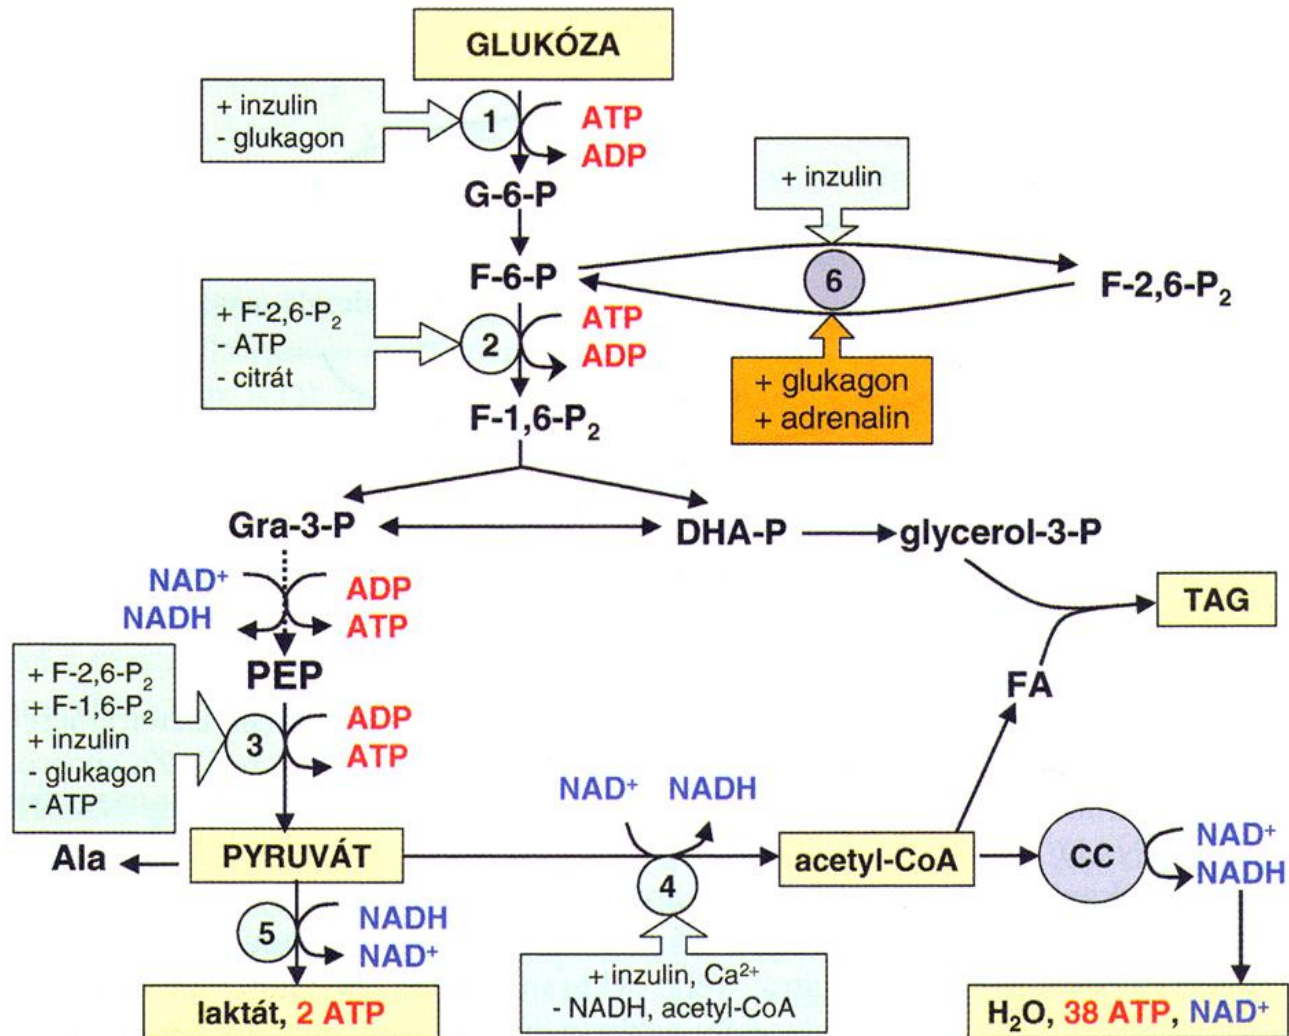 GLUKÓZA
+ inzulin
- glukagon
1
ATP
ADP
G-6-P
+ inzulin
F-6-P
6
F-2,6-P₂
+ F-2,6-P₂
- ATP
- citrát
2
ATP
ADP
+ glukagon
+ adrenalin
F-1,6-P₂
Gra-3-P
DHA-P
glycerol-3-P
NAD⁺
NADH
ADP
ATP
TAG
PEP
FA
+ F-2,6-P₂
+ F-1,6-P₂
+ inzulin
- glukagon
- ATP
3
ADP
ATP
NAD⁺ NADH
Ala
PYRUVÁT
4
acetyl-CoA
CC
NAD⁺
NADH
5
NADH
NAD⁺
+ inzulin, Ca²⁺
- NADH, acetyl-CoA
laktát, 2 ATP
H₂O, 38 ATP, NAD⁺